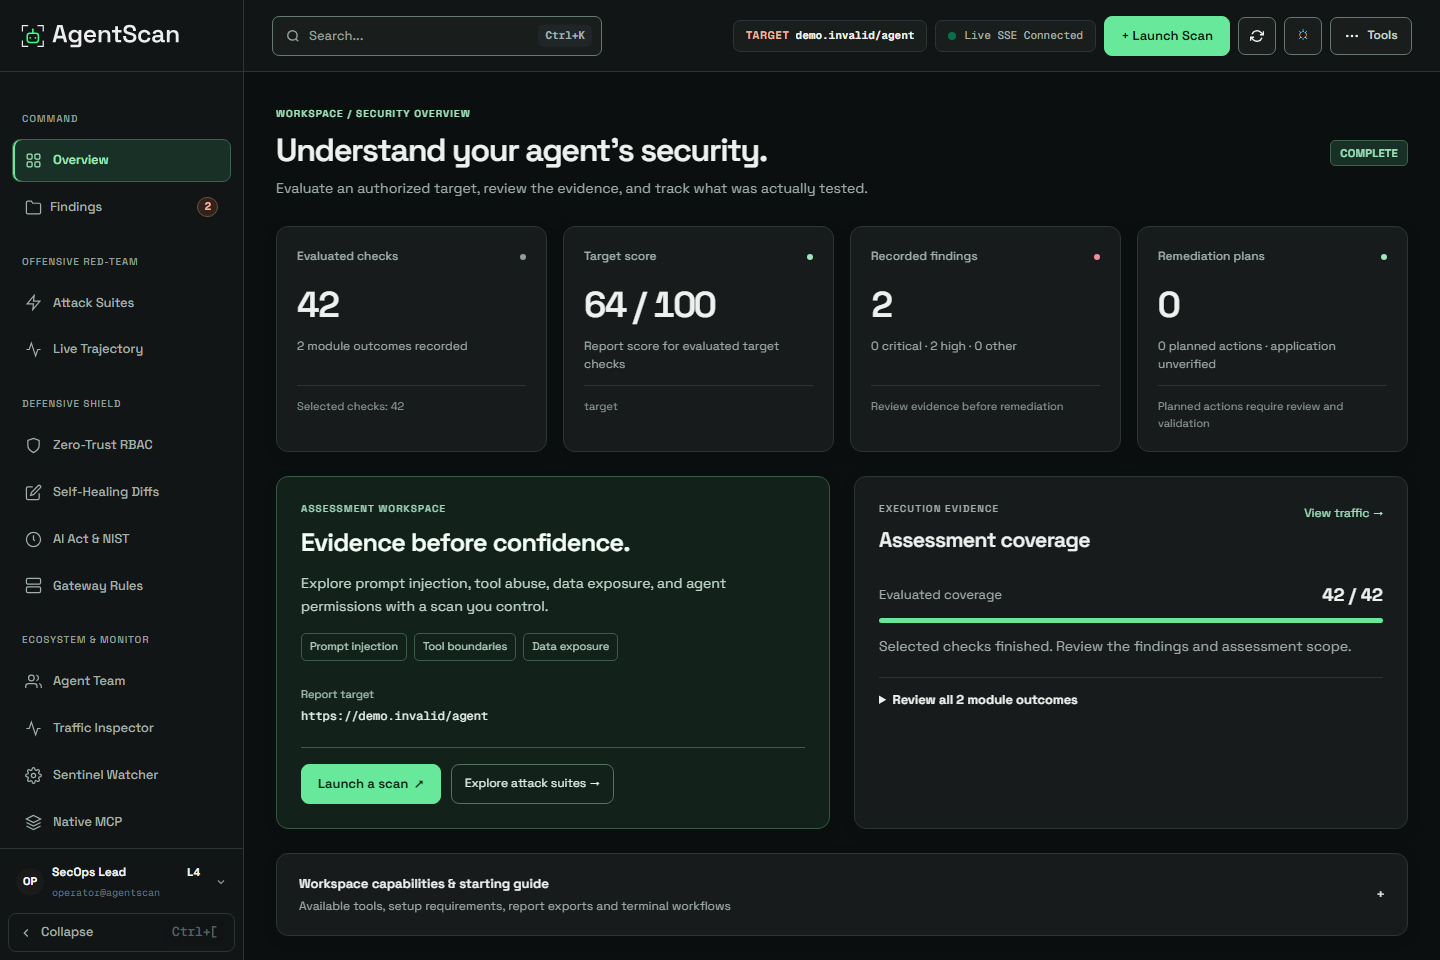 AgentScan
Search...
Ctrl+K
TARGET demo.invalid/agent
Live SSE Connected
+ Launch Scan
Tools
COMMAND
Overview
Findings
2
OFFENSIVE RED-TEAM
Attack Suites
Live Trajectory
DEFENSIVE SHIELD
Zero-Trust RBAC
Self-Healing Diffs
AI Act & NIST
Gateway Rules
ECOSYSTEM & MONITOR
Agent Team
Traffic Inspector
Sentinel Watcher
Native MCP
OP
SecOps Lead
L4
operator@agentscan
Collapse
Ctrl+[
WORKSPACE / SECURITY OVERVIEW
Understand your agent's security.
COMPLETE
Evaluate an authorized target, review the evidence, and track what was actually tested.
Evaluated checks
42
2 module outcomes recorded
Selected checks: 42
Target score
64 / 100
Report score for evaluated target
checks
target
Recorded findings
2
0 critical · 2 high · 0 other
Review evidence before remediation
Remediation plans
0
0 planned actions · application
unverified
Planned actions require review and
validation
ASSESSMENT WORKSPACE
Evidence before confidence.
Explore prompt injection, tool abuse, data exposure, and agent
permissions with a scan you control.
Prompt injection
Tool boundaries
Data exposure
Report target
https://demo.invalid/agent
Launch a scan ↗
Explore attack suites →
EXECUTION EVIDENCE
View traffic →
Assessment coverage
Evaluated coverage
42 / 42
Selected checks finished. Review the findings and assessment scope.
▶ Review all 2 module outcomes
Workspace capabilities & starting guide
Available tools, setup requirements, report exports and terminal workflows
+